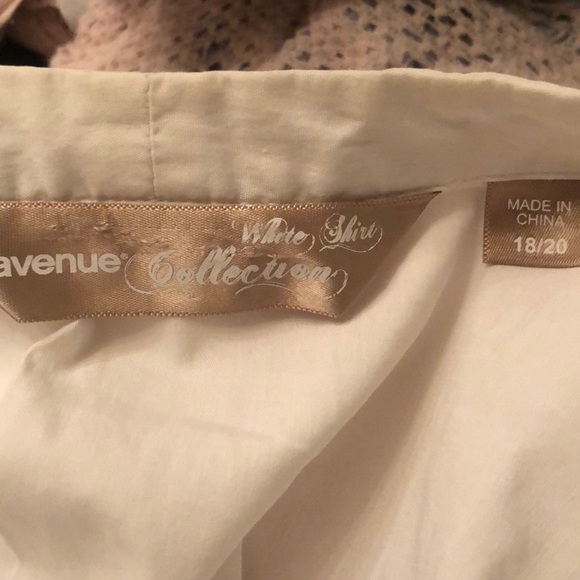 White Shirt
avenue® Collection
MADE IN
CHINA
18/20